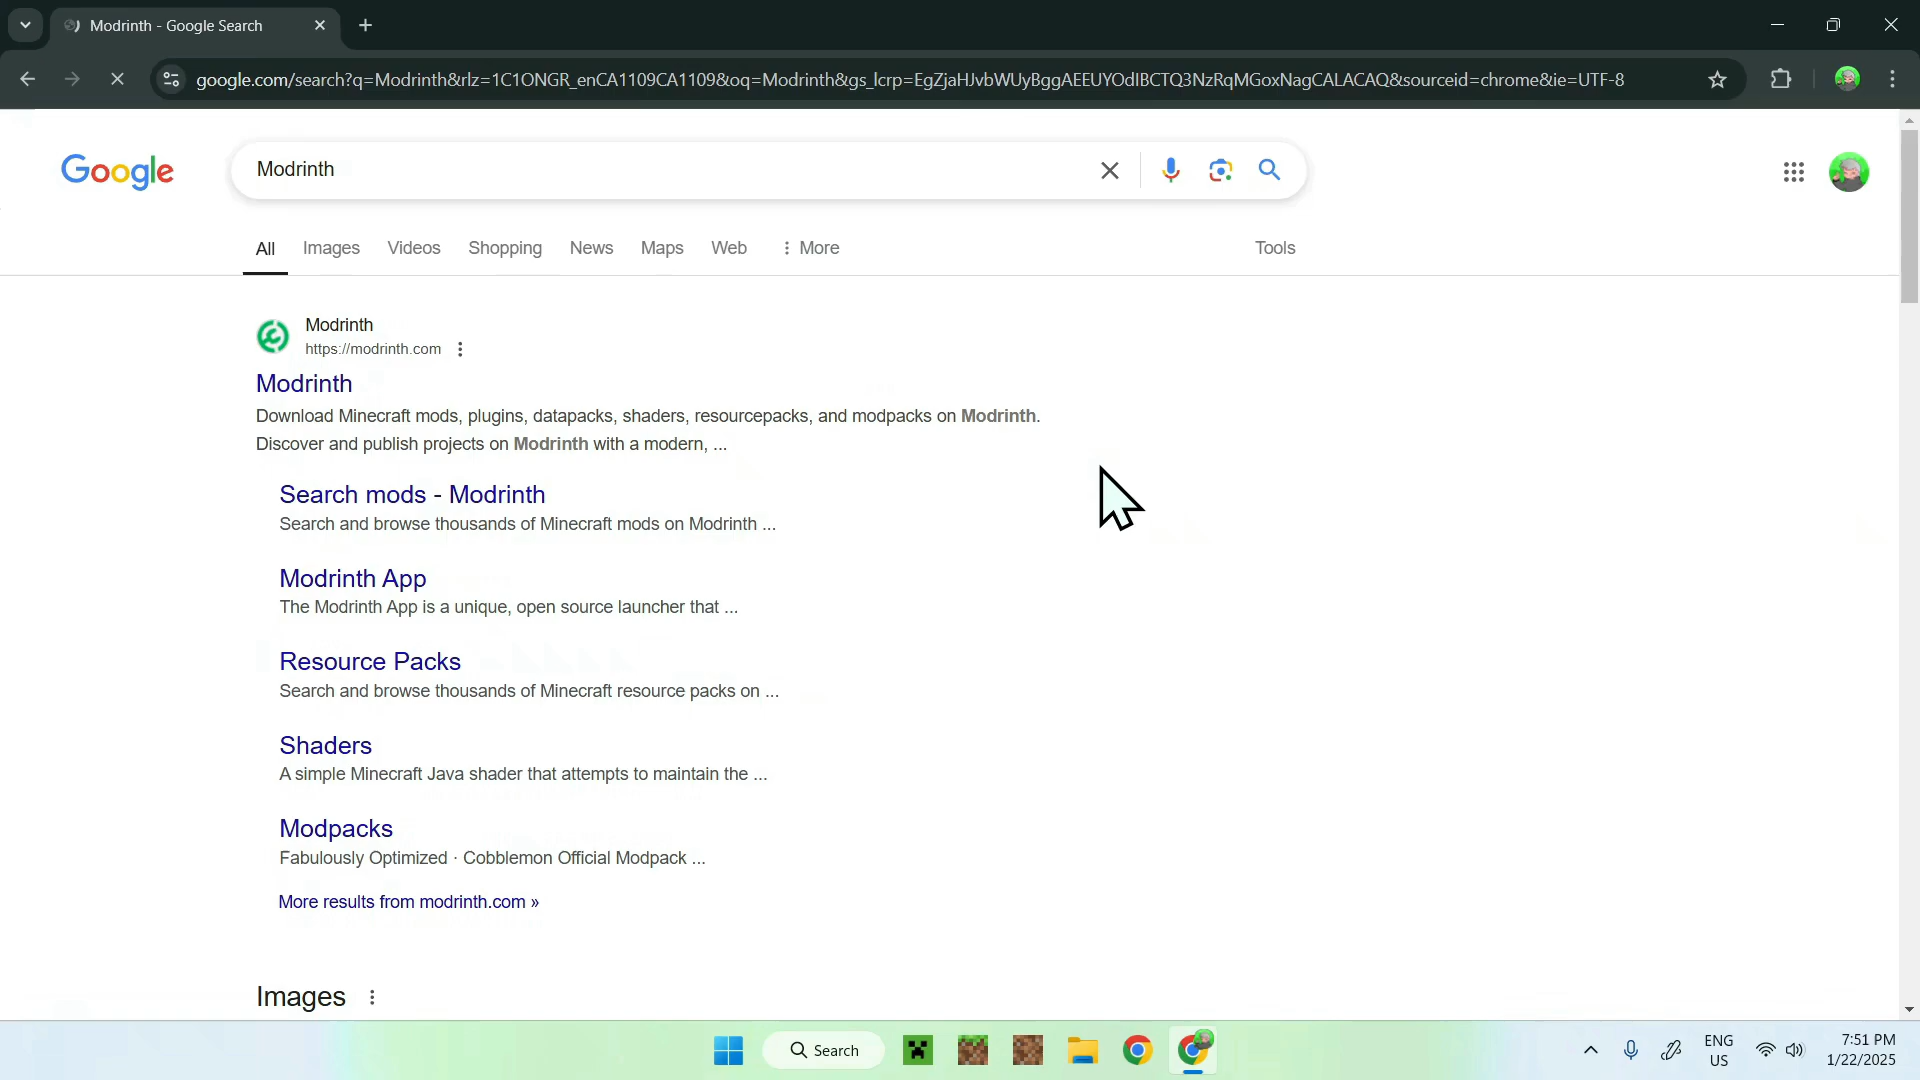 Modrinth - Google Search
google.com/search?q=Modrinth&rlz=1C1ONGR_enCA1109CA1109&oq=Modrinth&gs_lcrp=EgZjaHJvbWUyBggAEEUYOdIBCTQ3NzRqMGoxNagCALACAQ&sourceid=chrome&ie=UTF-8
Google
Modrinth
All Images Videos Shopping News Maps Web More Tools
Modrinth
https://modrinth.com
Modrinth
Download Minecraft mods, plugins, datapacks, shaders, resourcepacks, and modpacks on Modrinth.
Discover and publish projects on Modrinth with a modern, ...
Search mods - Modrinth
Search and browse thousands of Minecraft mods on Modrinth ...
Modrinth App
The Modrinth App is a unique, open source launcher that ...
Resource Packs
Search and browse thousands of Minecraft resource packs on ...
Shaders
A simple Minecraft Java shader that attempts to maintain the ...
Modpacks
Fabulously Optimized · Cobblemon Official Modpack ...
More results from modrinth.com »
Images
Search
ENG
US
7:51 PM
1/22/2025